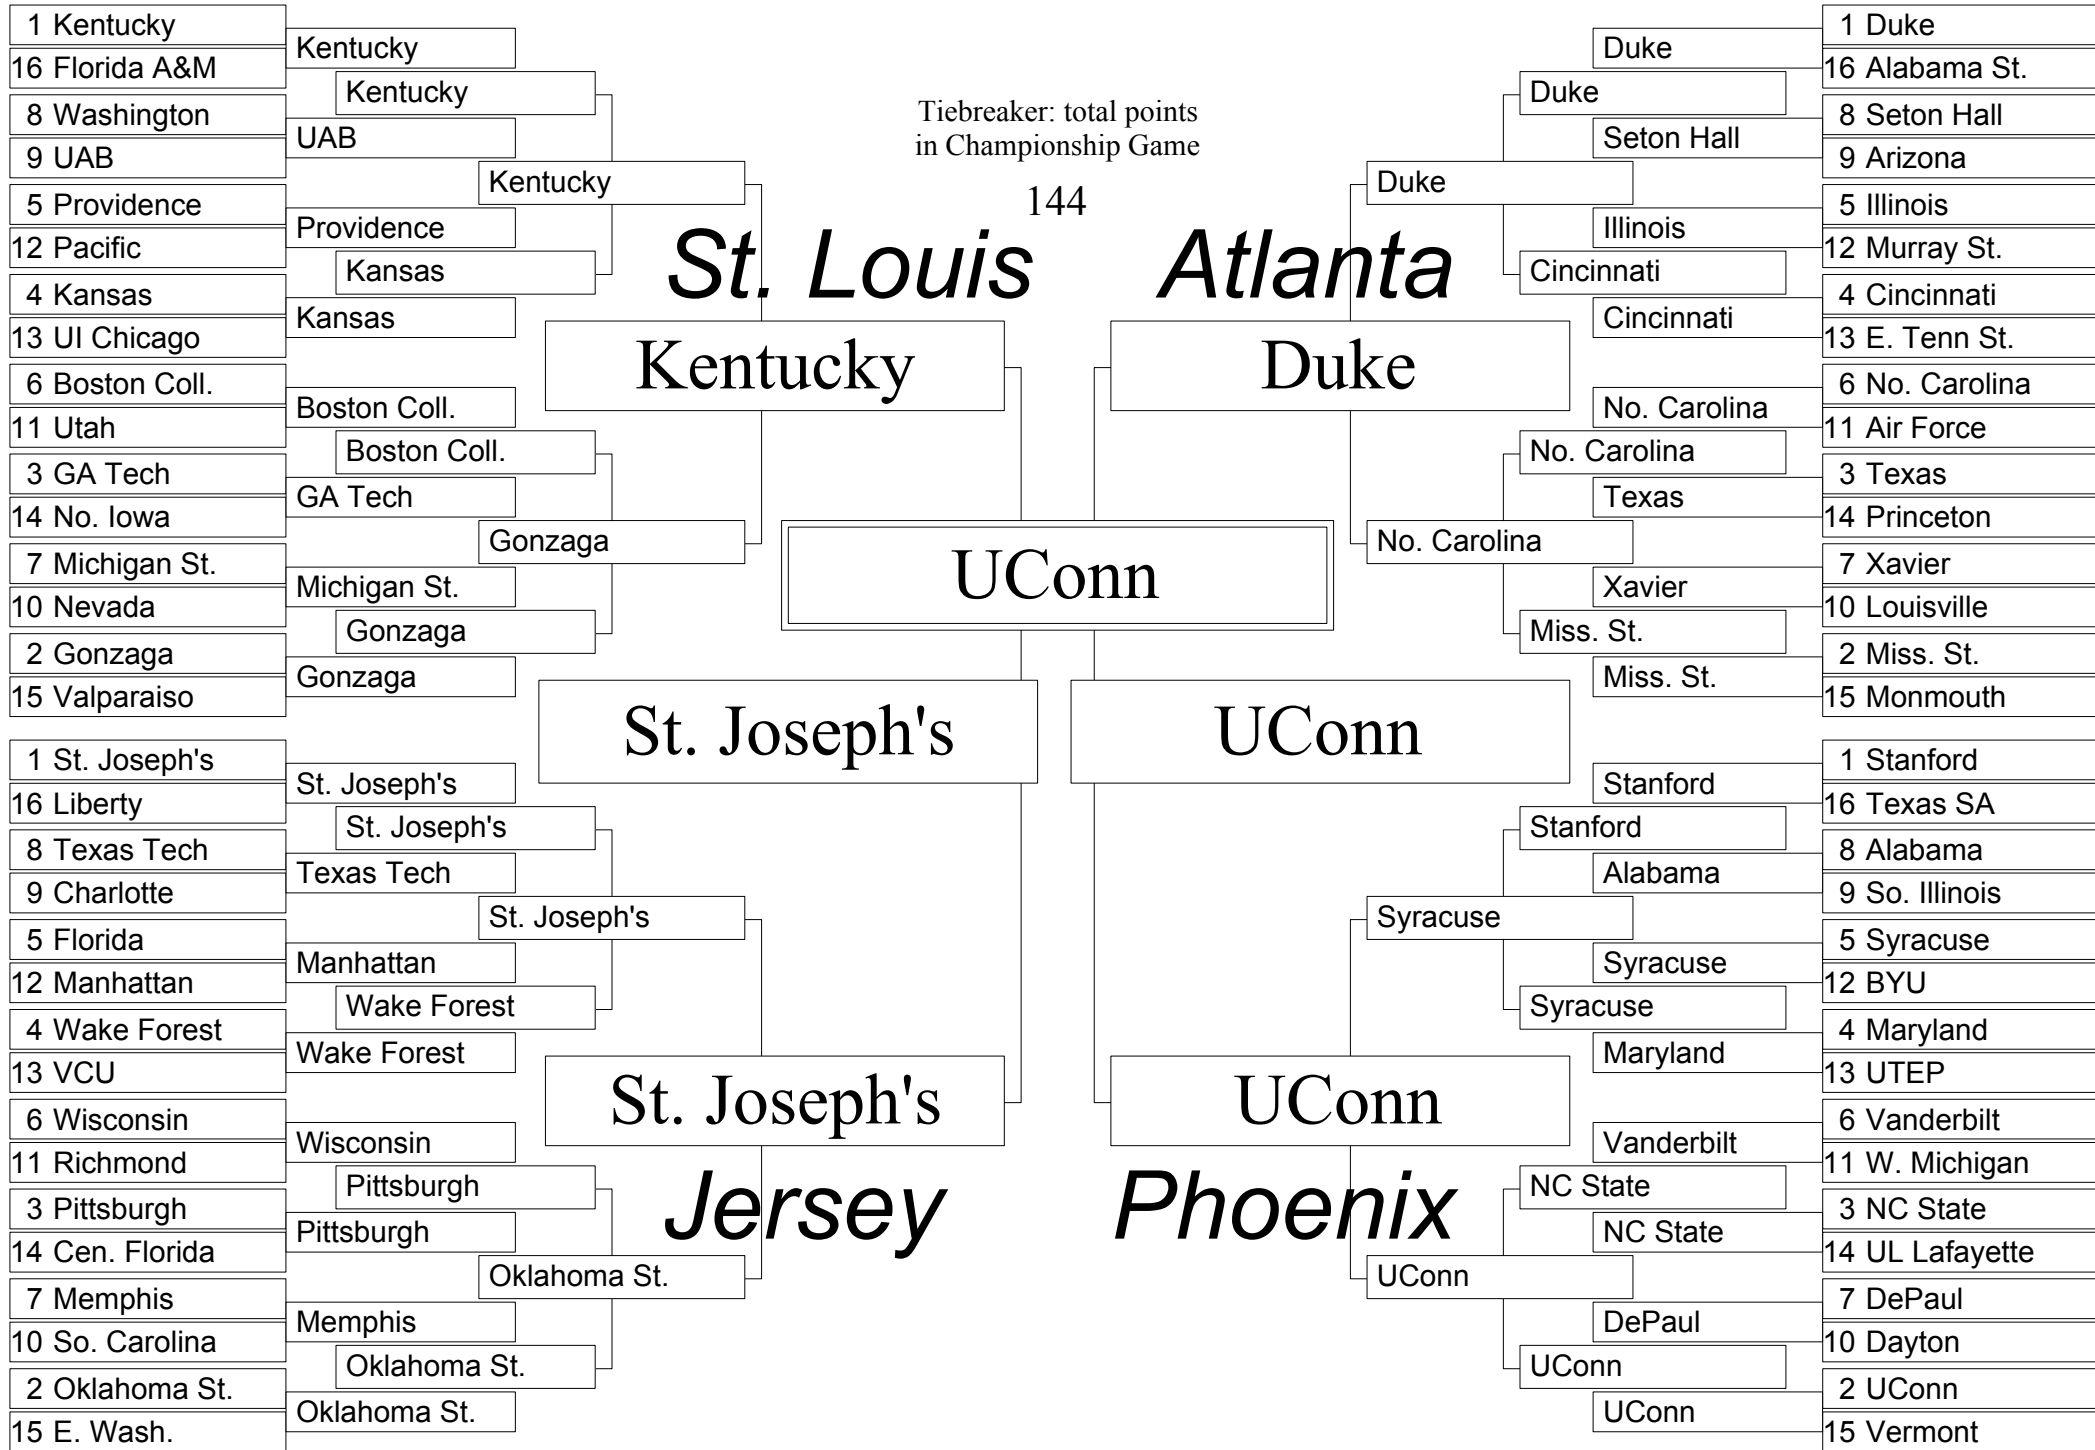 1 Kentucky
16 Florida A&M
8 Washington
9 UAB
5 Providence
12 Pacific
4 Kansas
13 UI Chicago
6 Boston Coll.
11 Utah
3 GA Tech
14 No. Iowa
7 Michigan St.
10 Nevada
2 Gonzaga
15 Valparaiso
Kentucky
UAB
Providence
Kansas
Boston Coll.
GA Tech
Michigan St.
Gonzaga
Kentucky
Kansas
Boston Coll.
Gonzaga
Kentucky
Gonzaga
St. Louis
Kentucky
1 St. Joseph's
16 Liberty
8 Texas Tech
9 Charlotte
5 Florida
12 Manhattan
4 Wake Forest
13 VCU
6 Wisconsin
11 Richmond
3 Pittsburgh
14 Cen. Florida
7 Memphis
10 So. Carolina
2 Oklahoma St.
15 E. Wash.
St. Joseph's
Texas Tech
Manhattan
Wake Forest
Wisconsin
Pittsburgh
Memphis
Oklahoma St.
St. Joseph's
Wake Forest
Pittsburgh
Oklahoma St.
St. Joseph's
Oklahoma St.
St. Joseph's
Jersey
Tiebreaker: total points
in Championship Game
144
UConn
St. Joseph's
UConn
Atlanta
Duke
Duke
No. Carolina
Duke
Cincinnati
No. Carolina
Miss. St.
Duke
Seton Hall
Illinois
Cincinnati
No. Carolina
Texas
Xavier
Miss. St.
1 Duke
16 Alabama St.
8 Seton Hall
9 Arizona
5 Illinois
12 Murray St.
4 Cincinnati
13 E. Tenn St.
6 No. Carolina
11 Air Force
3 Texas
14 Princeton
7 Xavier
10 Louisville
2 Miss. St.
15 Monmouth
UConn
Phoenix
Syracuse
UConn
Stanford
Syracuse
NC State
UConn
Stanford
Alabama
Syracuse
Maryland
Vanderbilt
NC State
DePaul
UConn
1 Stanford
16 Texas SA
8 Alabama
9 So. Illinois
5 Syracuse
12 BYU
4 Maryland
13 UTEP
6 Vanderbilt
11 W. Michigan
3 NC State
14 UL Lafayette
7 DePaul
10 Dayton
2 UConn
15 Vermont